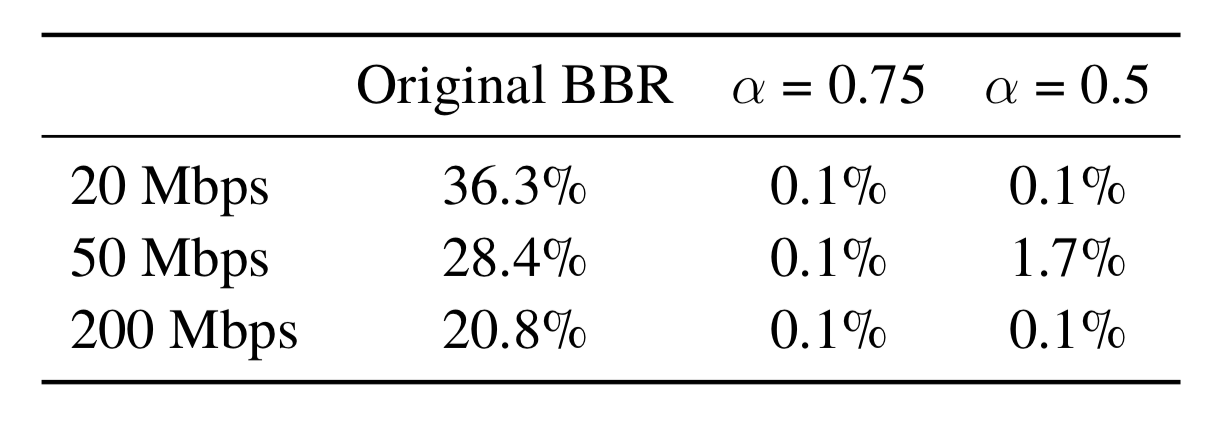 Original BBR α = 0.75 α = 0.5
20 Mbps 36.3% 0.1% 0.1%
50 Mbps 28.4% 0.1% 1.7%
200 Mbps 20.8% 0.1% 0.1%